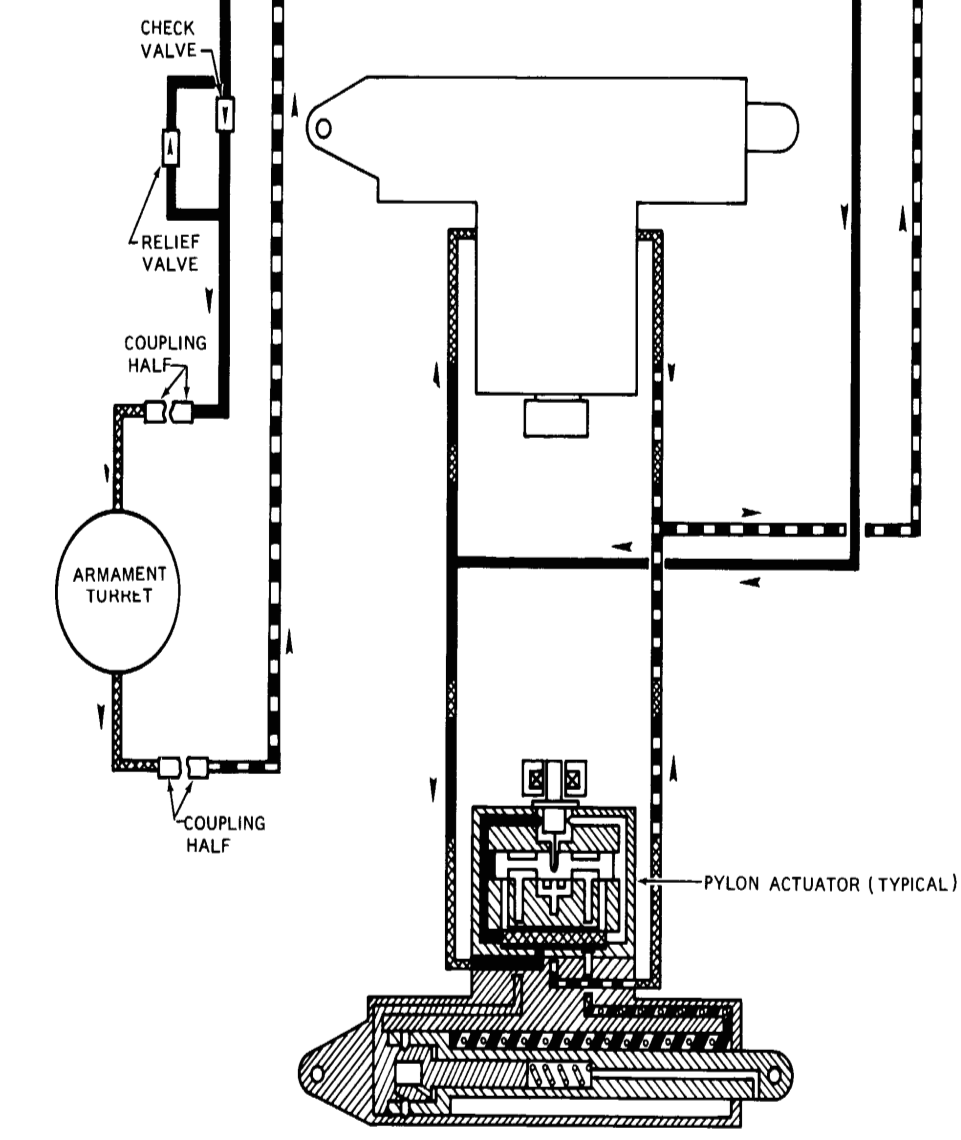 CHECK
VALVE
RELIEF
VALVE
COUPLING
HALF
ARMAMENT
TURRET
COUPLING
HALF
PYLON ACTUATOR (TYPICAL)